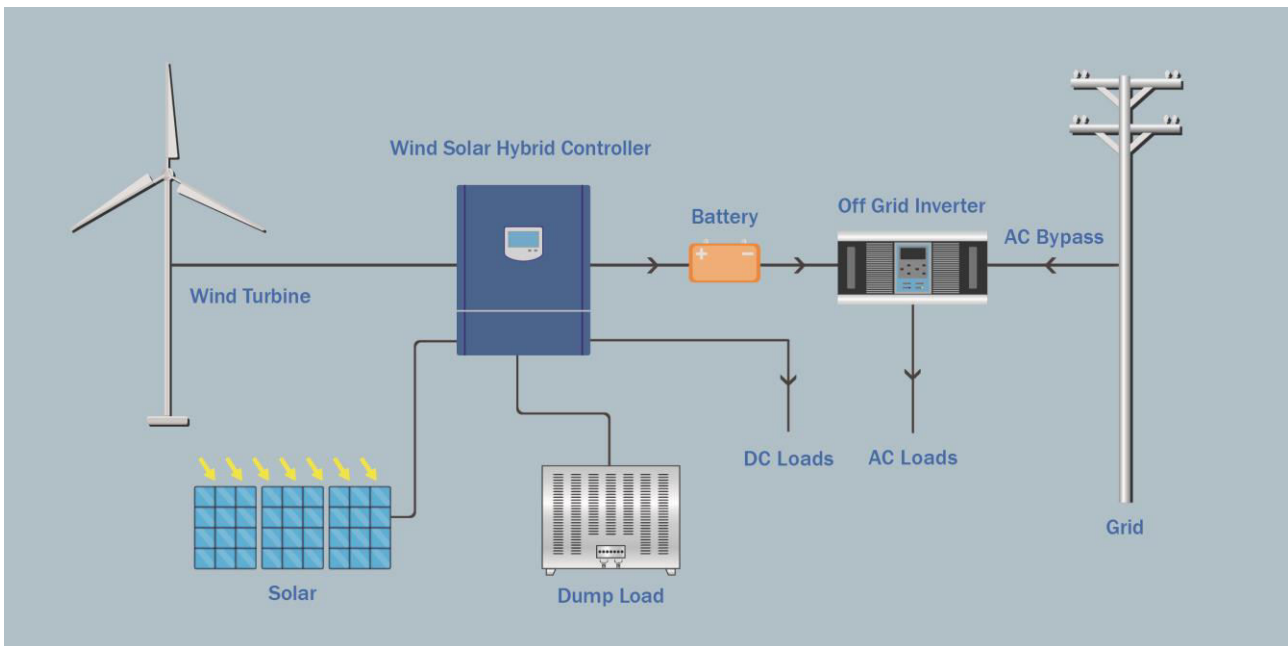 Wind Solar Hybrid Controller
Battery
Off Grid Inverter
AC Bypass
Wind Turbine
DC Loads
AC Loads
Grid
Solar
Dump Load